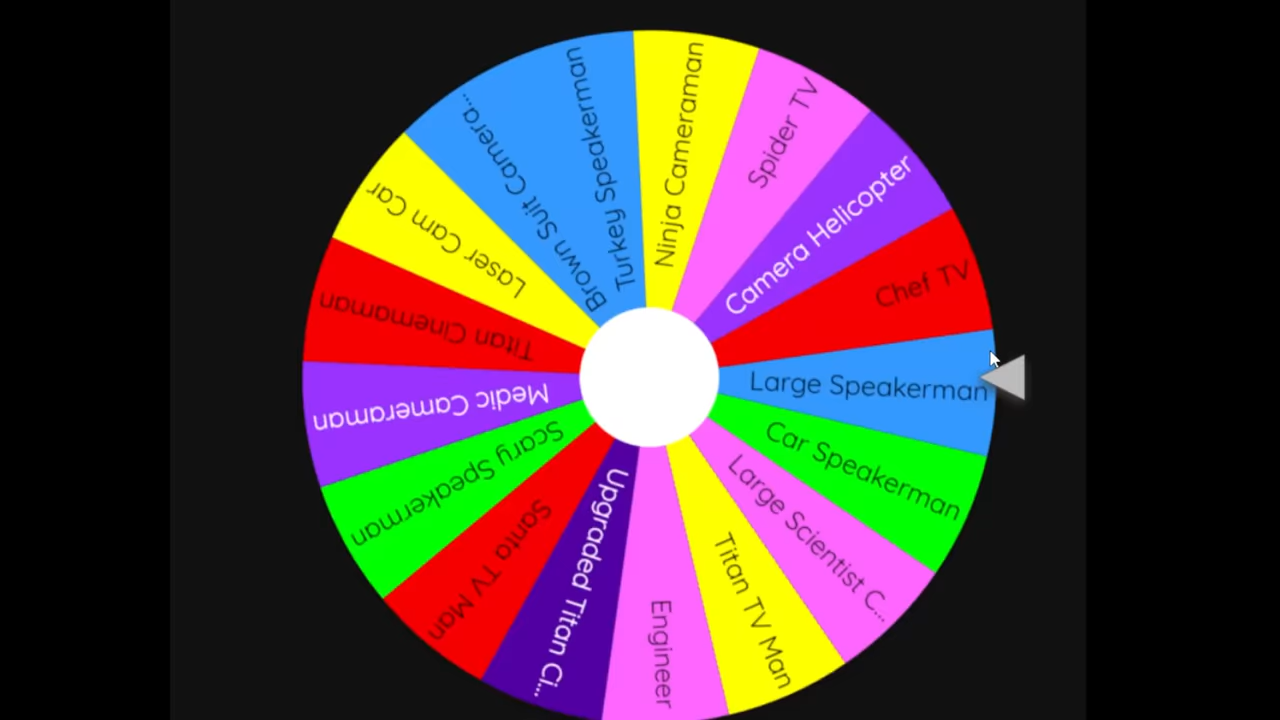 Ninja Cameraman
Spider TV
Camera Helicopter
Chef TV
Large Speakerman
Car Speakerman
Large Scientist C...
Titan TV Man
Engineer
Upgraded Titan Ci...
Santa TV Man
Scary Speakerman
Medic Cameraman
Titan Cinemaman
Laser Cam Car
Brown Suit Camera...
Turkey Speakerman